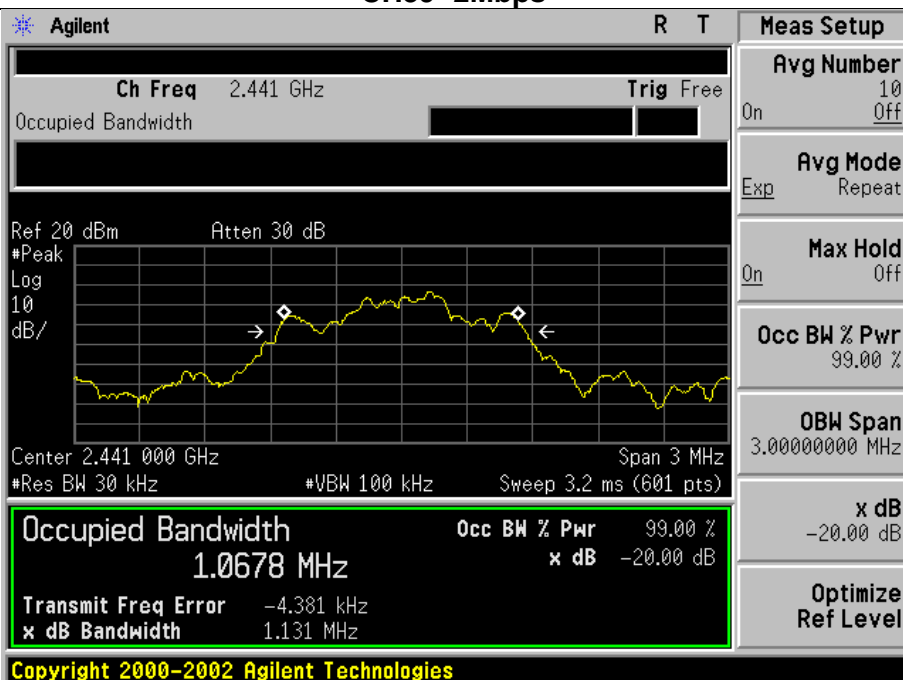 Agilent R T
Meas Setup
Ch Freq 2.441 GHz Trig Free
Occupied Bandwidth
Ref 20 dBm Atten 30 dB
#Peak
Log
10
dB/
Center 2.441 000 GHz Span 3 MHz
#Res BW 30 kHz #VBW 100 kHz Sweep 3.2 ms (601 pts)
Occupied Bandwidth Occ BW % Pwr 99.00 %
1.0678 MHz x dB -20.00 dB
Transmit Freq Error -4.381 kHz
x dB Bandwidth 1.131 MHz
Avg Number
10
On Off
Avg Mode
Exp Repeat
Max Hold
On Off
Occ BW % Pwr
99.00 %
OBW Span
3.00000000 MHz
x dB
-20.00 dB
Optimize
Ref Level
Copyright 2000-2002 Agilent Technologies